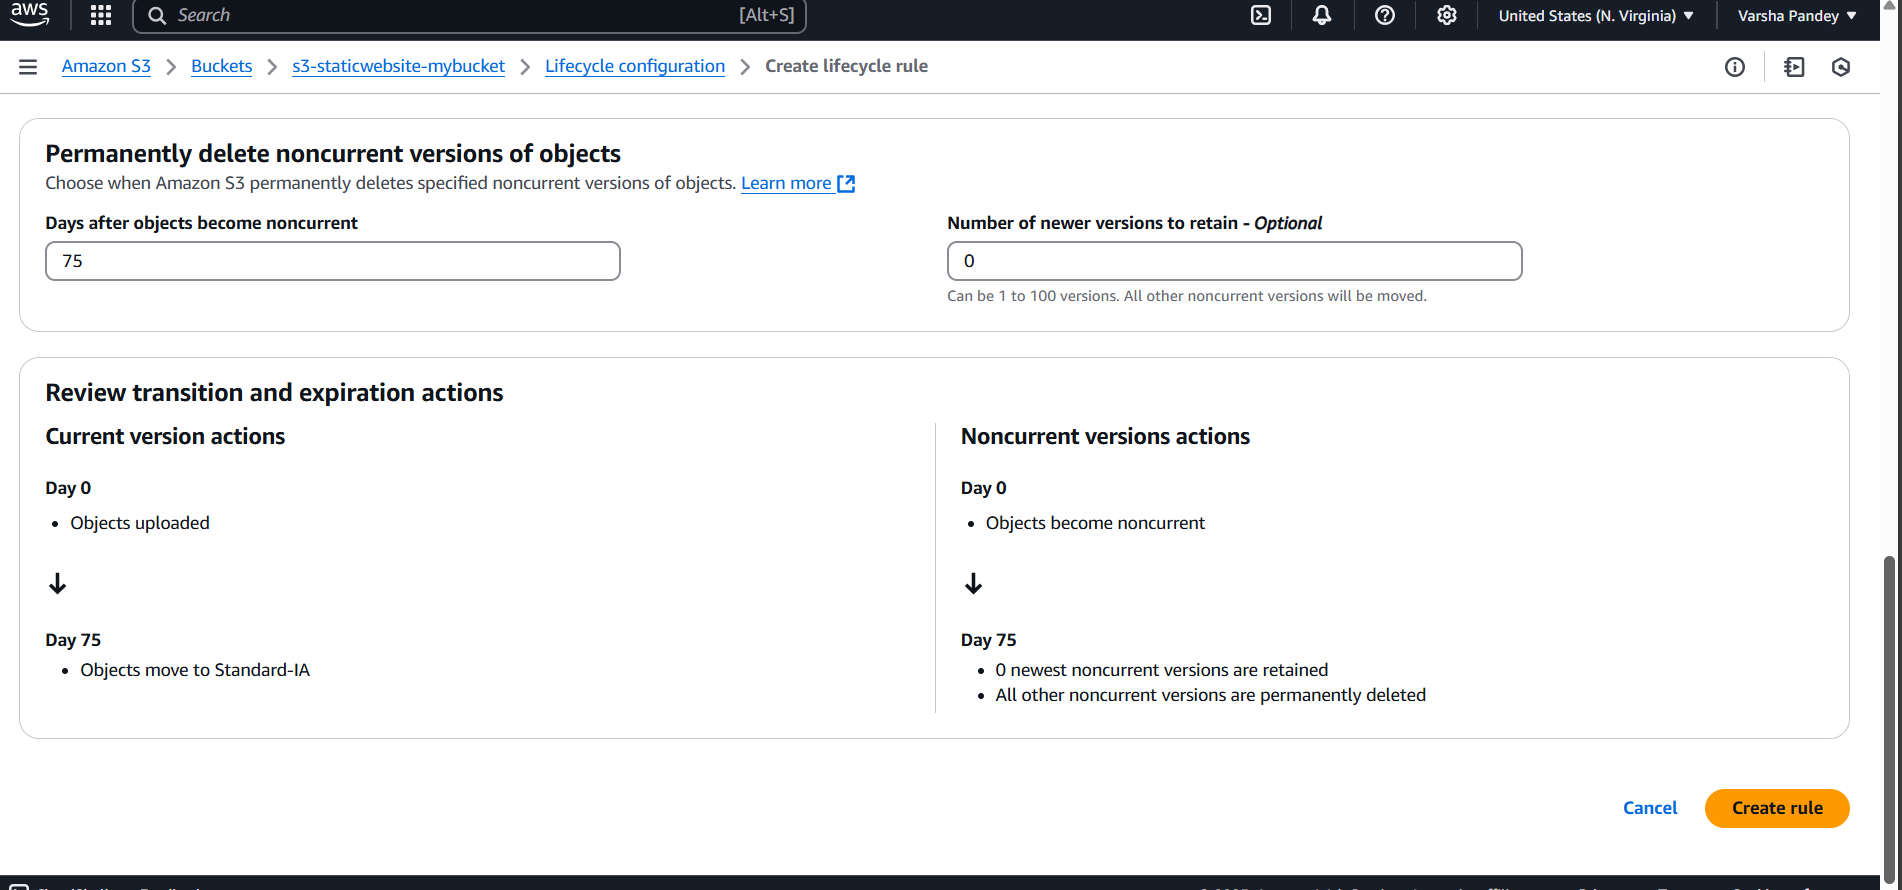 aws
Search [Alt+S] United States (N. Virginia) ▼ Varsha Pandey ▼
Amazon S3 > Buckets > s3-staticwebsite-mybucket > Lifecycle configuration > Create lifecycle rule
Permanently delete noncurrent versions of objects
Choose when Amazon S3 permanently deletes specified noncurrent versions of objects. Learn more
Days after objects become noncurrent
75
Number of newer versions to retain - Optional
0
Can be 1 to 100 versions. All other noncurrent versions will be moved.
Review transition and expiration actions
Current version actions
Day 0
• Objects uploaded
↓
Day 75
• Objects move to Standard-IA
Noncurrent versions actions
Day 0
• Objects become noncurrent
↓
Day 75
• 0 newest noncurrent versions are retained
• All other noncurrent versions are permanently deleted
Cancel Create rule